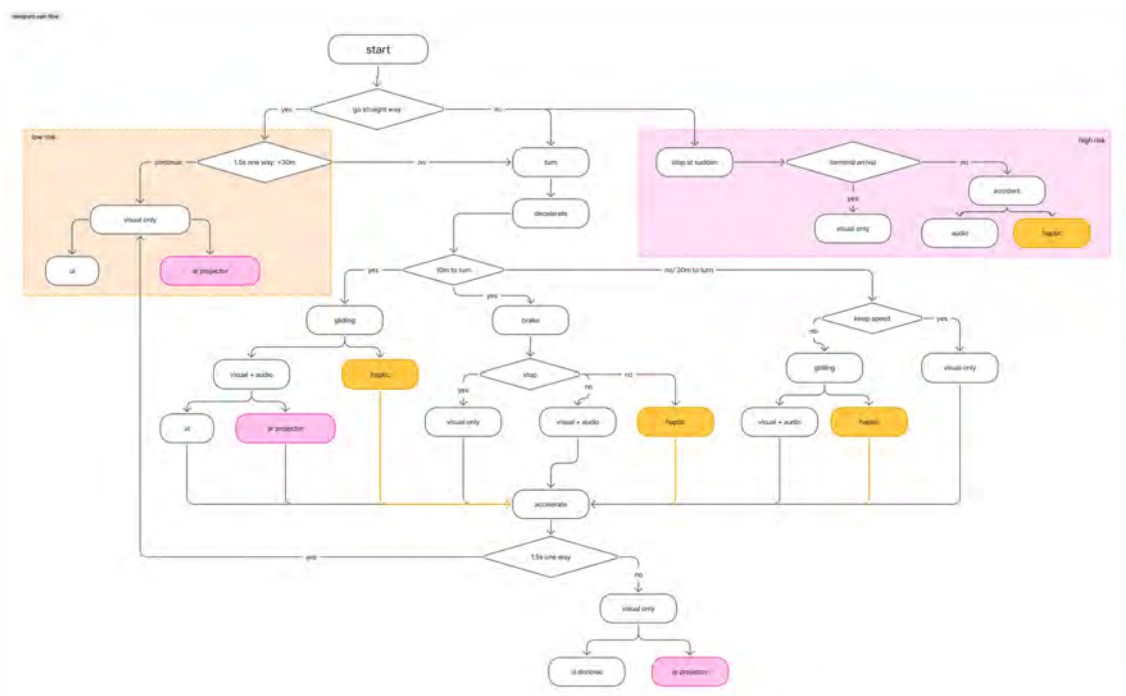 designed user flow
start
go straight way
yes
no
low risk
high risk
continue
1.5s one way: <30m
no
turn
stop at sudden
terminal arrival
no
accident
yes
visual only
decelerate
visual only
audio
haptic
ui
ar projector
yes
10m to turn
no/ 30m to turn
yes
gliding
brake
keep speed
no
yes
visual + audio
haptic
stop
yes
no
no
gliding
visual only
ui
ar projector
visual only
visual + audio
haptic
visual + audio
haptic
accelerate
yes
1.5s one way
no
visual only
ar projector